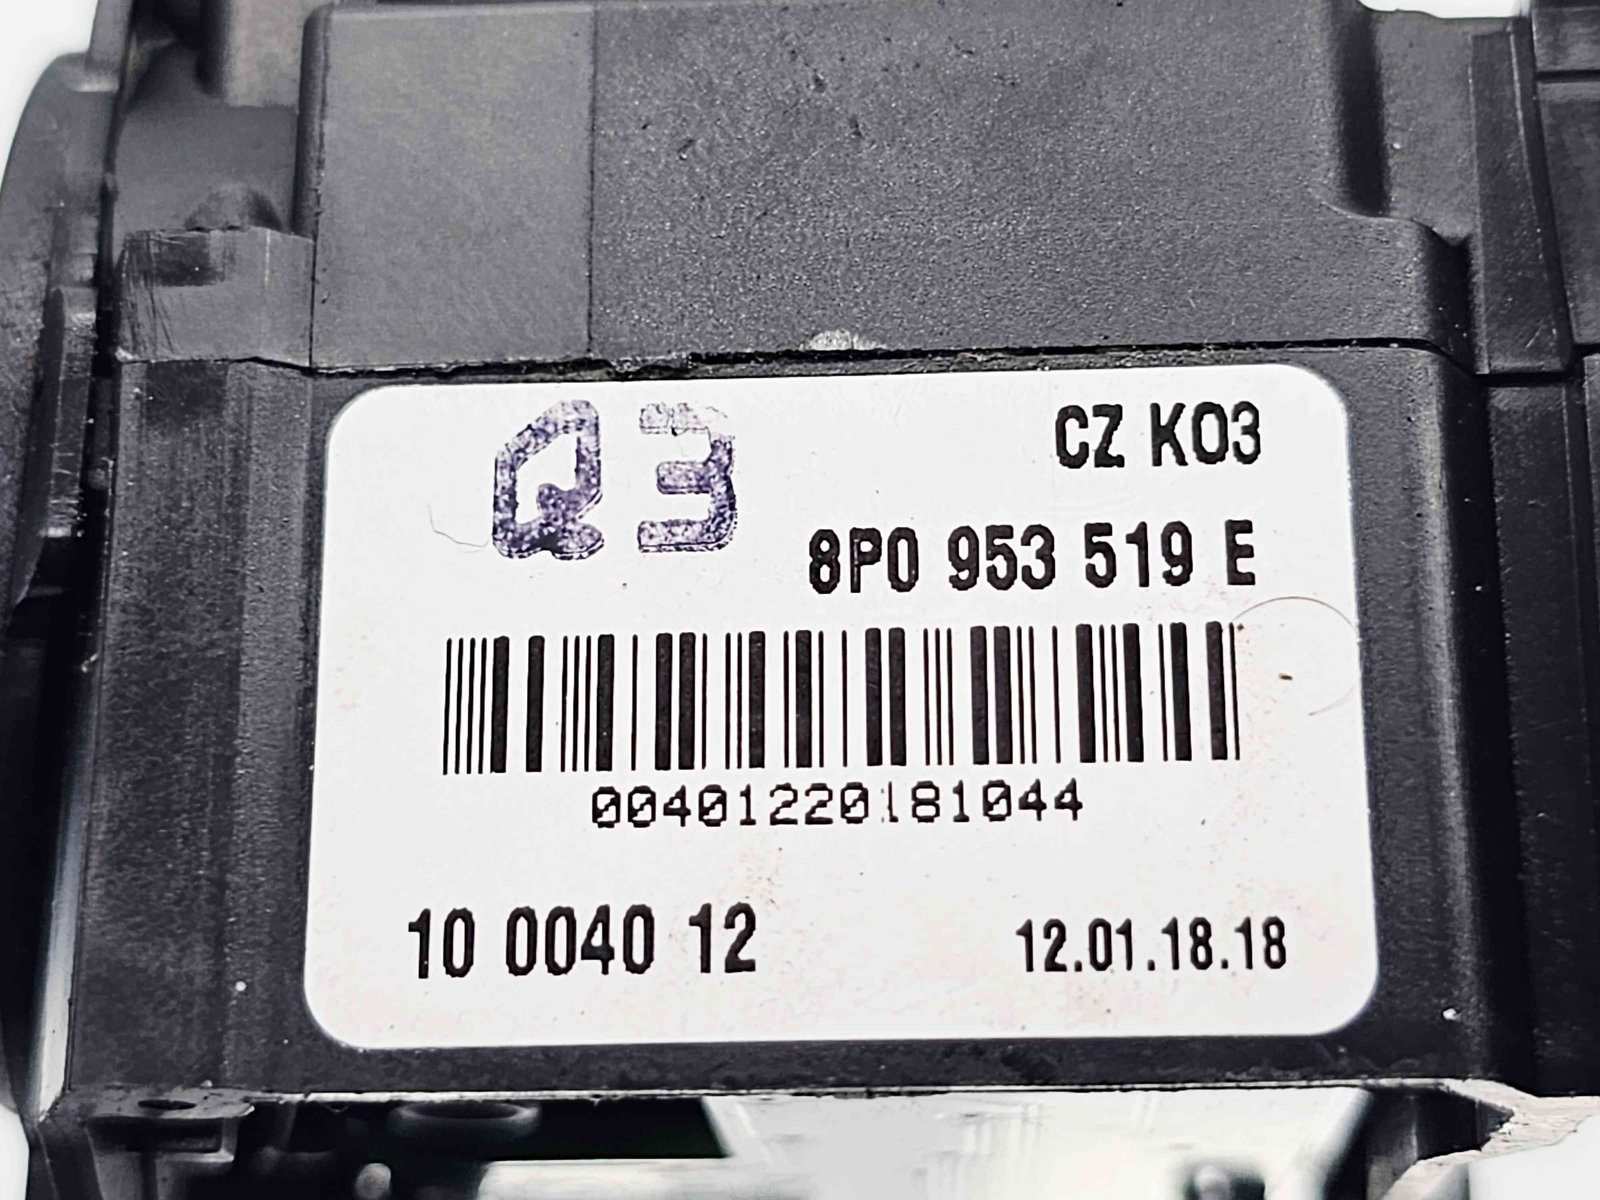 Q3
CZ K03
8P0 953 519 E
00401220181044
10 0040 12
12.01.18.18